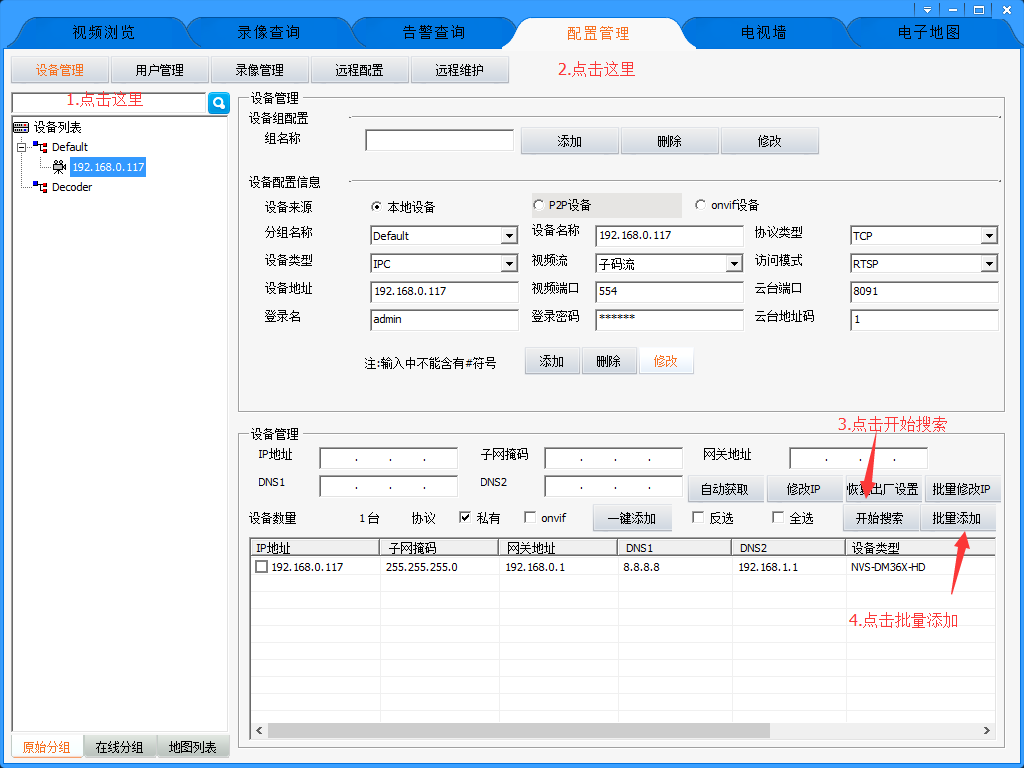 视频浏览 录像查询 告警查询 配置管理 电视墙 电子地图
设备管理 用户管理 录像管理 远程配置 远程维护 2.点击这里
1.点击这里
设备列表
Default
192.168.0.117
Decoder
原始分组 在线分组 地图列表
设备管理
设备组配置
组名称 添加 删除 修改
设备配置信息
设备来源 本地设备 P2P设备 onvif设备
分组名称 Default 设备名称 192.168.0.117 协议类型 TCP
设备类型 IPC 视频流 子码流 访问模式 RTSP
设备地址 192.168.0.117 视频端口 554 云台端口 8091
登录名 admin 登录密码 ****** 云台地址码 1
注:输入中不能含有#符号 添加 删除 修改
3.点击开始搜索
设备管理
IP地址 . . . 子网掩码 . . . 网关地址 . . .
DNS1 . . . DNS2 . . . 自动获取 修改IP 恢复出厂设置 批量修改IP
设备数量 1台 协议 私有 onvif 一键添加 反选 全选 开始搜索 批量添加
IP地址 子网掩码 网关地址 DNS1 DNS2 设备类型
192.168.0.117 255.255.255.0 192.168.0.1 8.8.8.8 192.168.1.1 NVS-DM36X-HD
4.点击批量添加